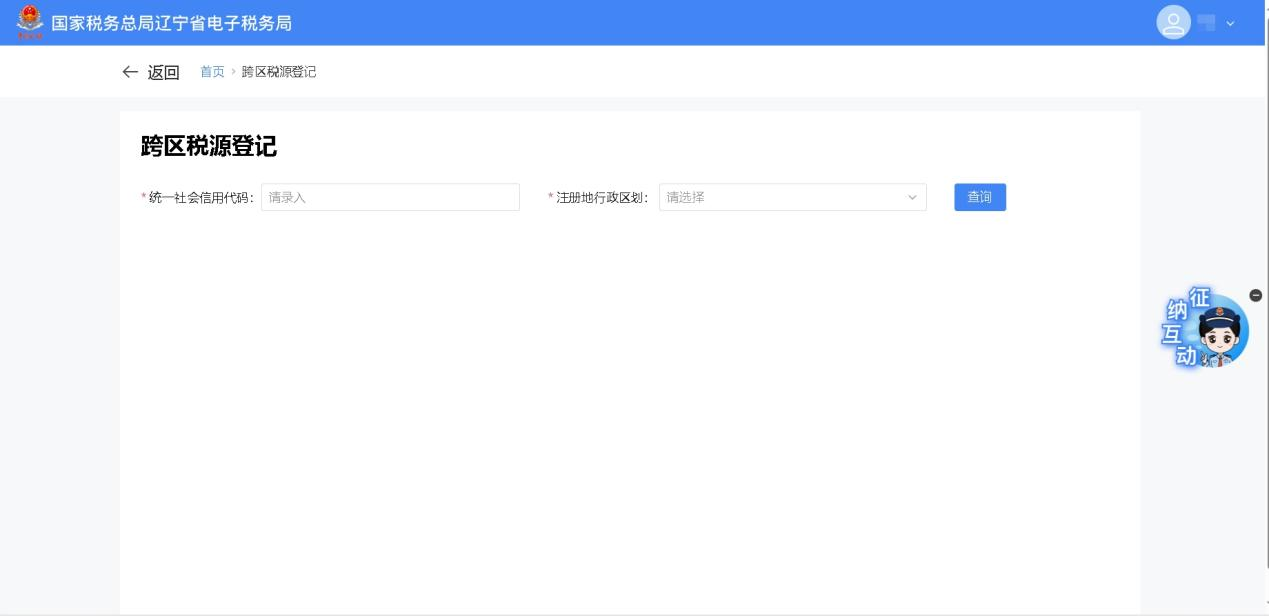 国家税务总局辽宁省电子税务局
返回 首页 > 跨区税源登记
跨区税源登记
*统一社会信用代码： 请录入 *注册地行政区划： 请选择 查询
征纳互动